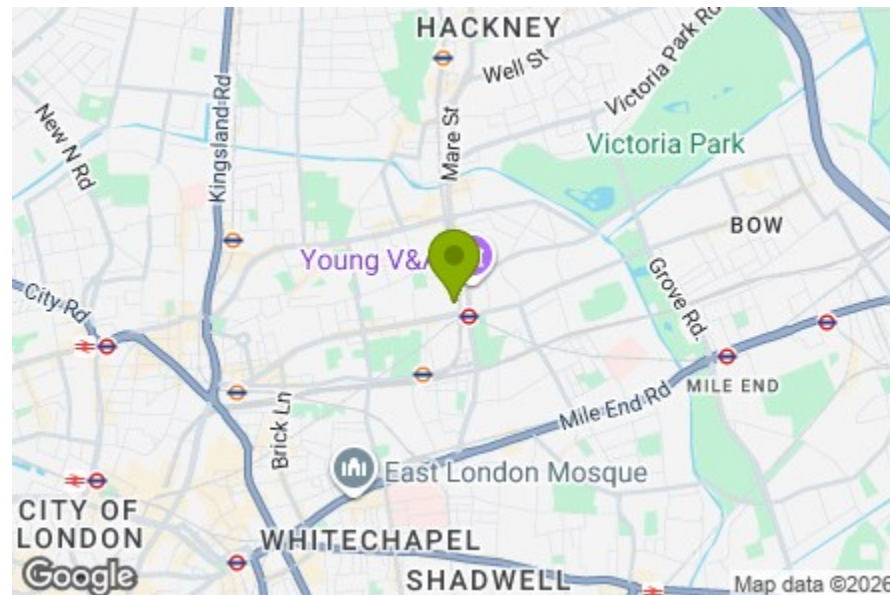 HACKNEY
Well St
Victoria Park Rd
Kingsland Rd
New N Rd
Mare St
Victoria Park
BOW
Young V&A
City Rd
Grove Rd.
MILE END
Mile End Rd
Brick Ln
East London Mosque
CITY OF
LONDON
WHITECHAPEL
SHADWELL
Google
Map data ©2026